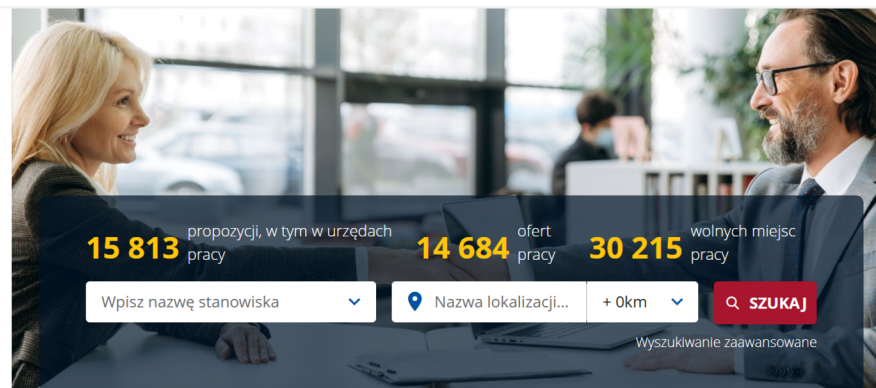 15 813 propozycji, w tym w urzędach pracy
14 684 ofert pracy
30 215 wolnych miejsc pracy
Wpisz nazwę stanowiska
Nazwa lokalizacji...
+ 0km
SZUKAJ
Wyszukiwanie zaawansowane